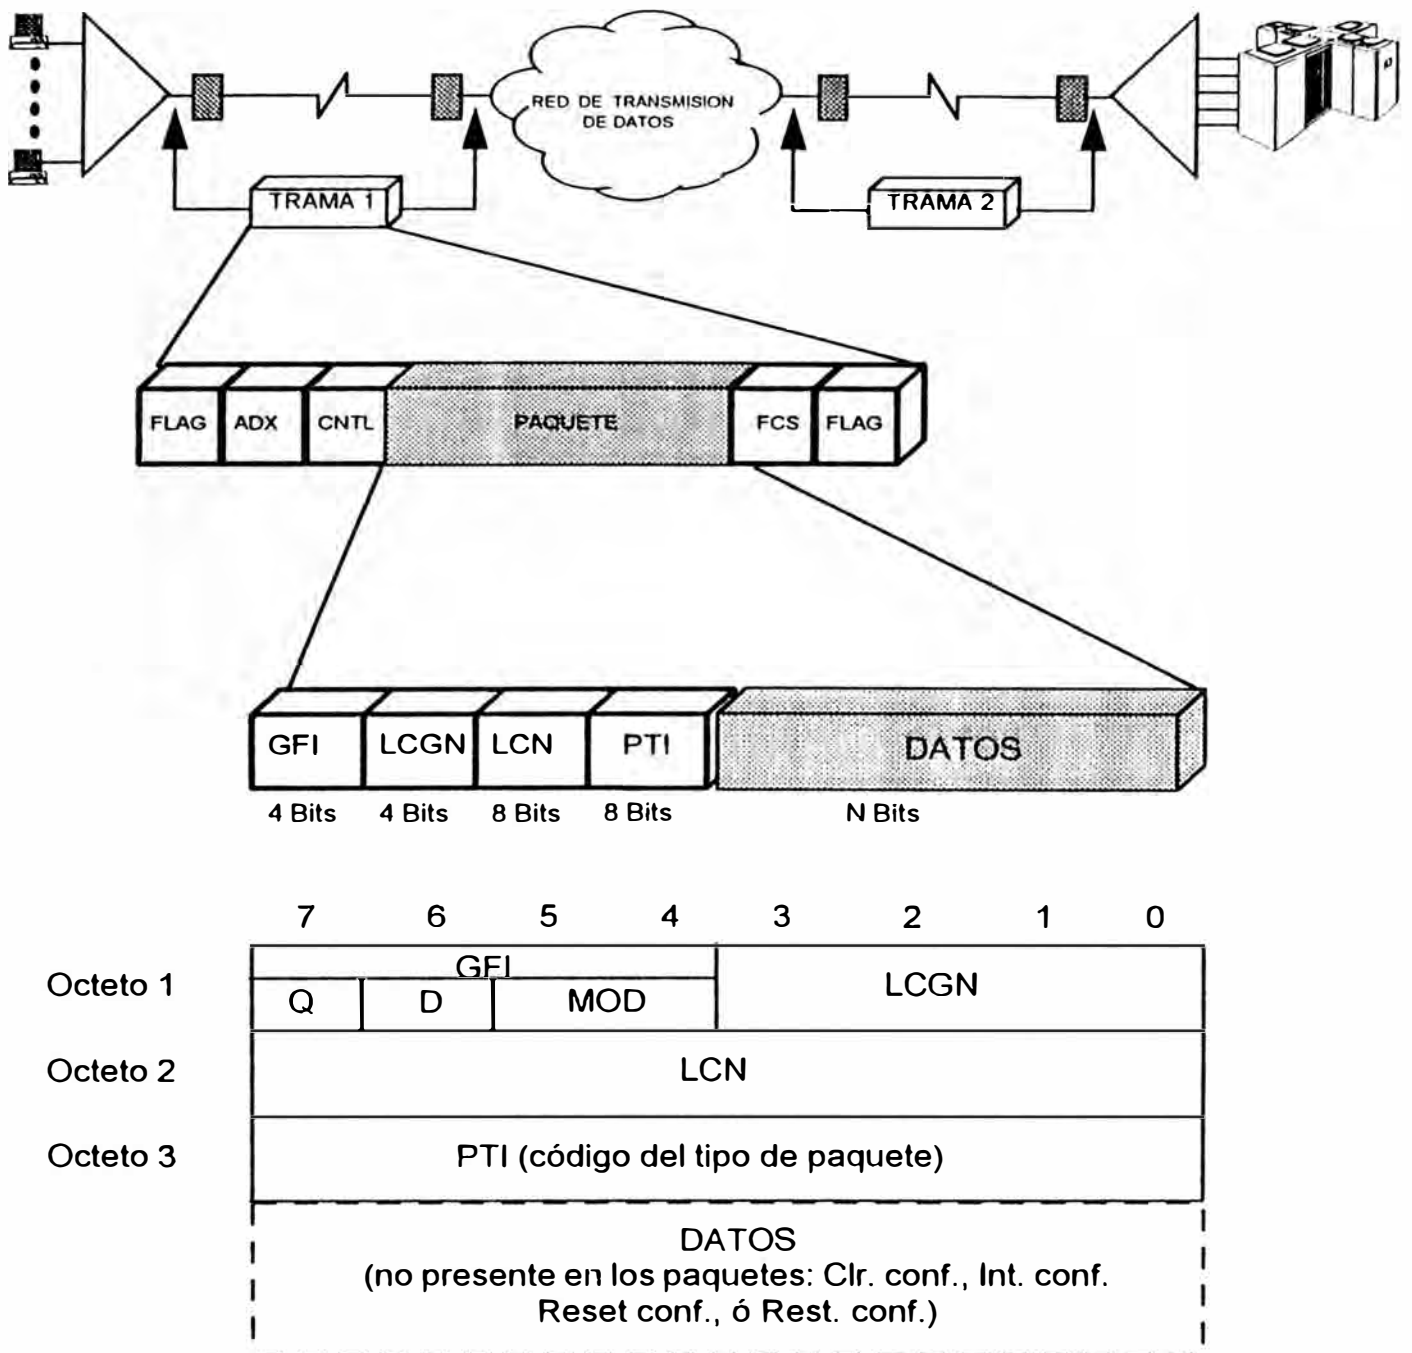 RED DE TRANSMISION
DE DATOS
TRAMA 1
TRAMA 2
FLAG ADX CNTL PAQUETE FCS FLAG
GFI LCGN LCN PTI DATOS
4 Bits 4 Bits 8 Bits 8 Bits N Bits
7 6 5 4 3 2 1 0
Octeto 1
GFI
LCGN
Q D MOD
Octeto 2
LCN
Octeto 3
PTI (código del tipo de paquete)
DATOS
(no presente en los paquetes: Clr. conf., Int. conf.
Reset conf., ó Rest. conf.)